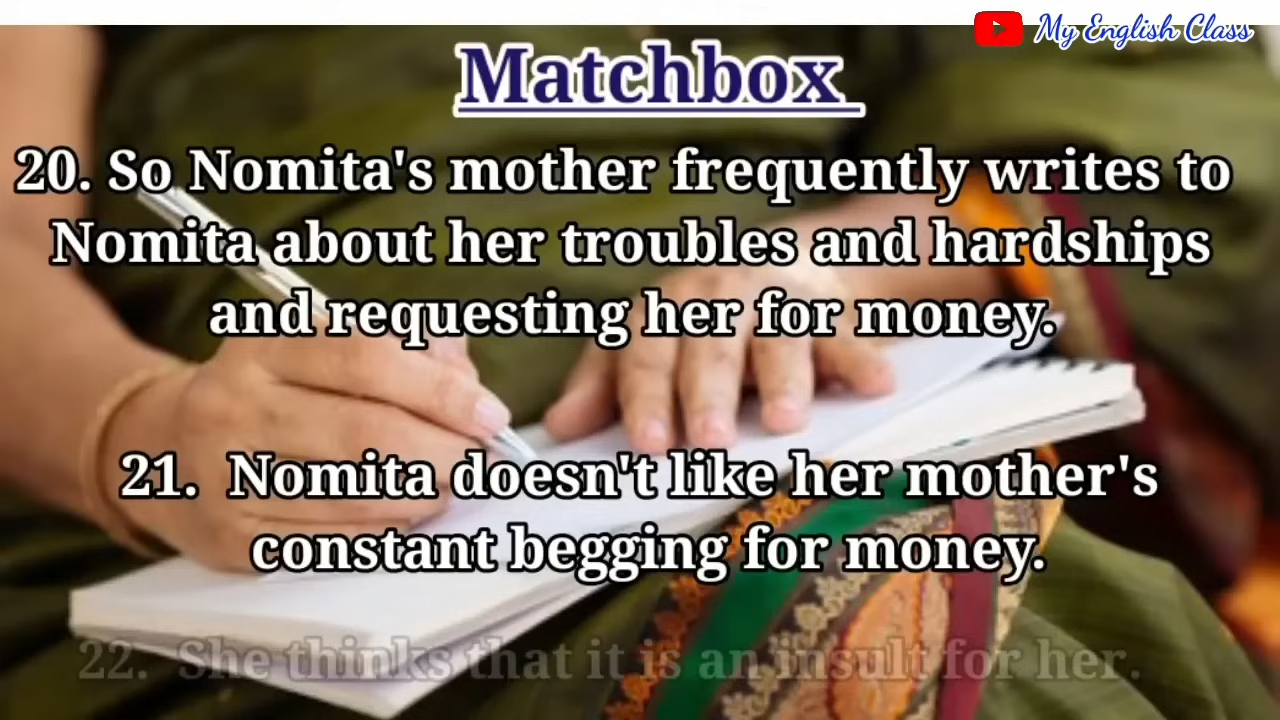 My English Class
Matchbox
20. So Nomita's mother frequently writes to
Nomita about her troubles and hardships
and requesting her for money.
21. Nomita doesn't like her mother's
constant begging for money.
22. She thinks that it is an insult for her.